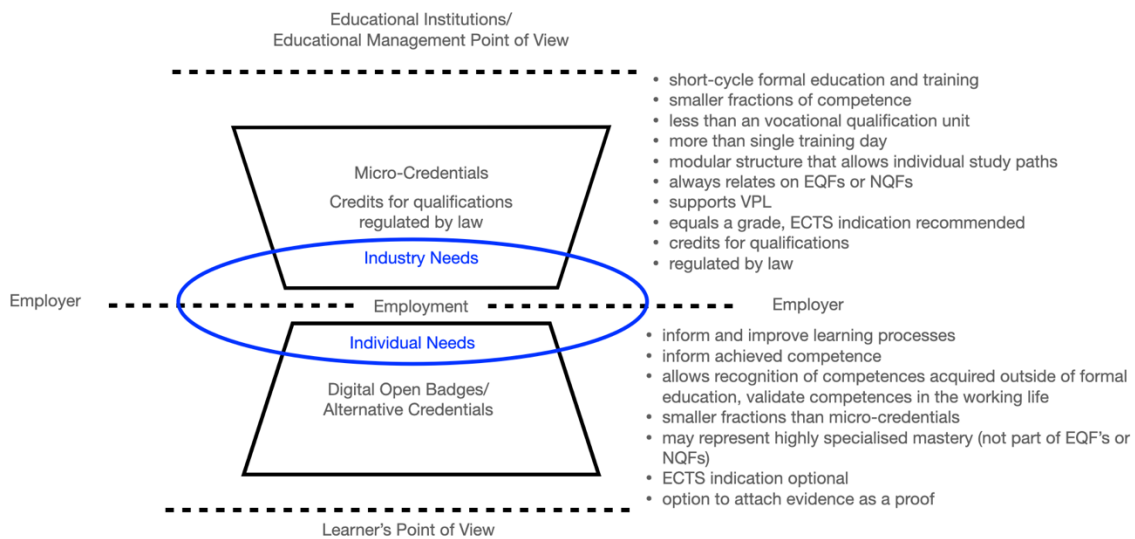 Educational Institutions/
Educational Management Point of View
• short-cycle formal education and training
• smaller fractions of competence
• less than an vocational qualification unit
• more than single training day
• modular structure that allows individual study paths
• always relates on EQFs or NQFs
• supports VPL
• equals a grade, ECTS indication recommended
• credits for qualifications
• regulated by law
Micro-Credentials
Credits for qualifications
regulated by law
Industry Needs
Employer
Employment
Employer
Individual Needs
Digital Open Badges/
Alternative Credentials
• inform and improve learning processes
• inform achieved competence
• allows recognition of competences acquired outside of formal
education, validate competences in the working life
• smaller fractions than micro-credentials
• may represent highly specialised mastery (not part of EQF's or
NQFs)
• ECTS indication optional
• option to attach evidence as a proof
Learner's Point of View